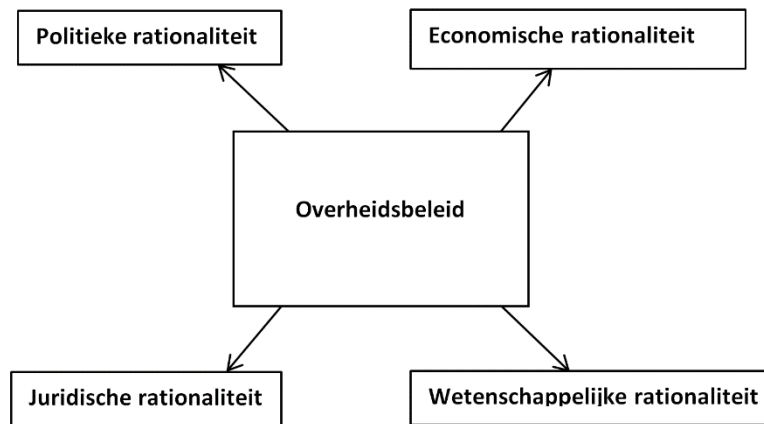 Politieke rationaliteit
Economische rationaliteit
Overheidsbeleid
Juridische rationaliteit
Wetenschappelijke rationaliteit